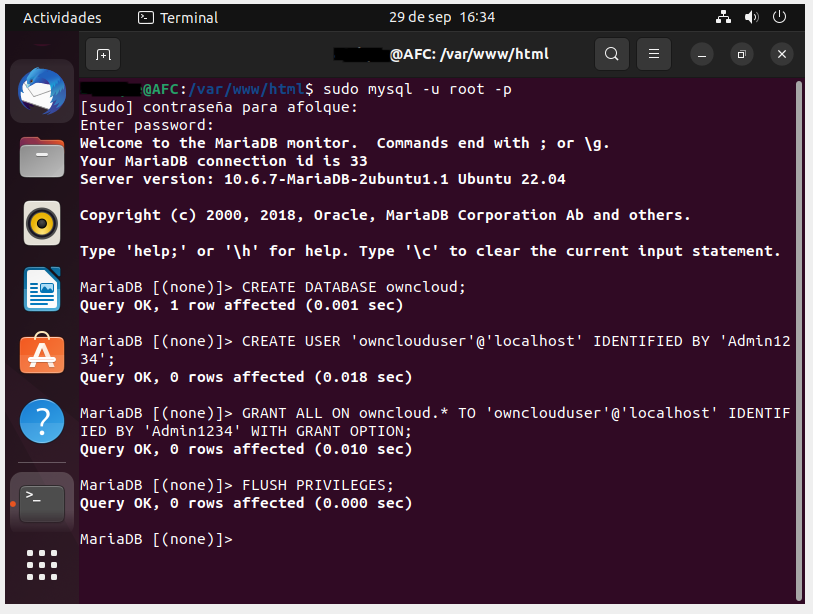 Actividades
Terminal
29 de sep 16:34
@AFC: /var/www/html
@AFC:/var/www/html$ sudo mysql -u root -p
[sudo] contraseña para afolque:
Enter password:
Welcome to the MariaDB monitor.  Commands end with ; or \g.
Your MariaDB connection id is 33
Server version: 10.6.7-MariaDB-2ubuntu1.1 Ubuntu 22.04
Copyright (c) 2000, 2018, Oracle, MariaDB Corporation Ab and others.
Type 'help;' or '\h' for help. Type '\c' to clear the current input statement.
MariaDB [(none)]> CREATE DATABASE owncloud;
Query OK, 1 row affected (0.001 sec)
MariaDB [(none)]> CREATE USER 'ownclouduser'@'localhost' IDENTIFIED BY 'Admin12
34';
Query OK, 0 rows affected (0.018 sec)
MariaDB [(none)]> GRANT ALL ON owncloud.* TO 'ownclouduser'@'localhost' IDENTIF
IED BY 'Admin1234' WITH GRANT OPTION;
Query OK, 0 rows affected (0.010 sec)
MariaDB [(none)]> FLUSH PRIVILEGES;
Query OK, 0 rows affected (0.000 sec)
MariaDB [(none)]>